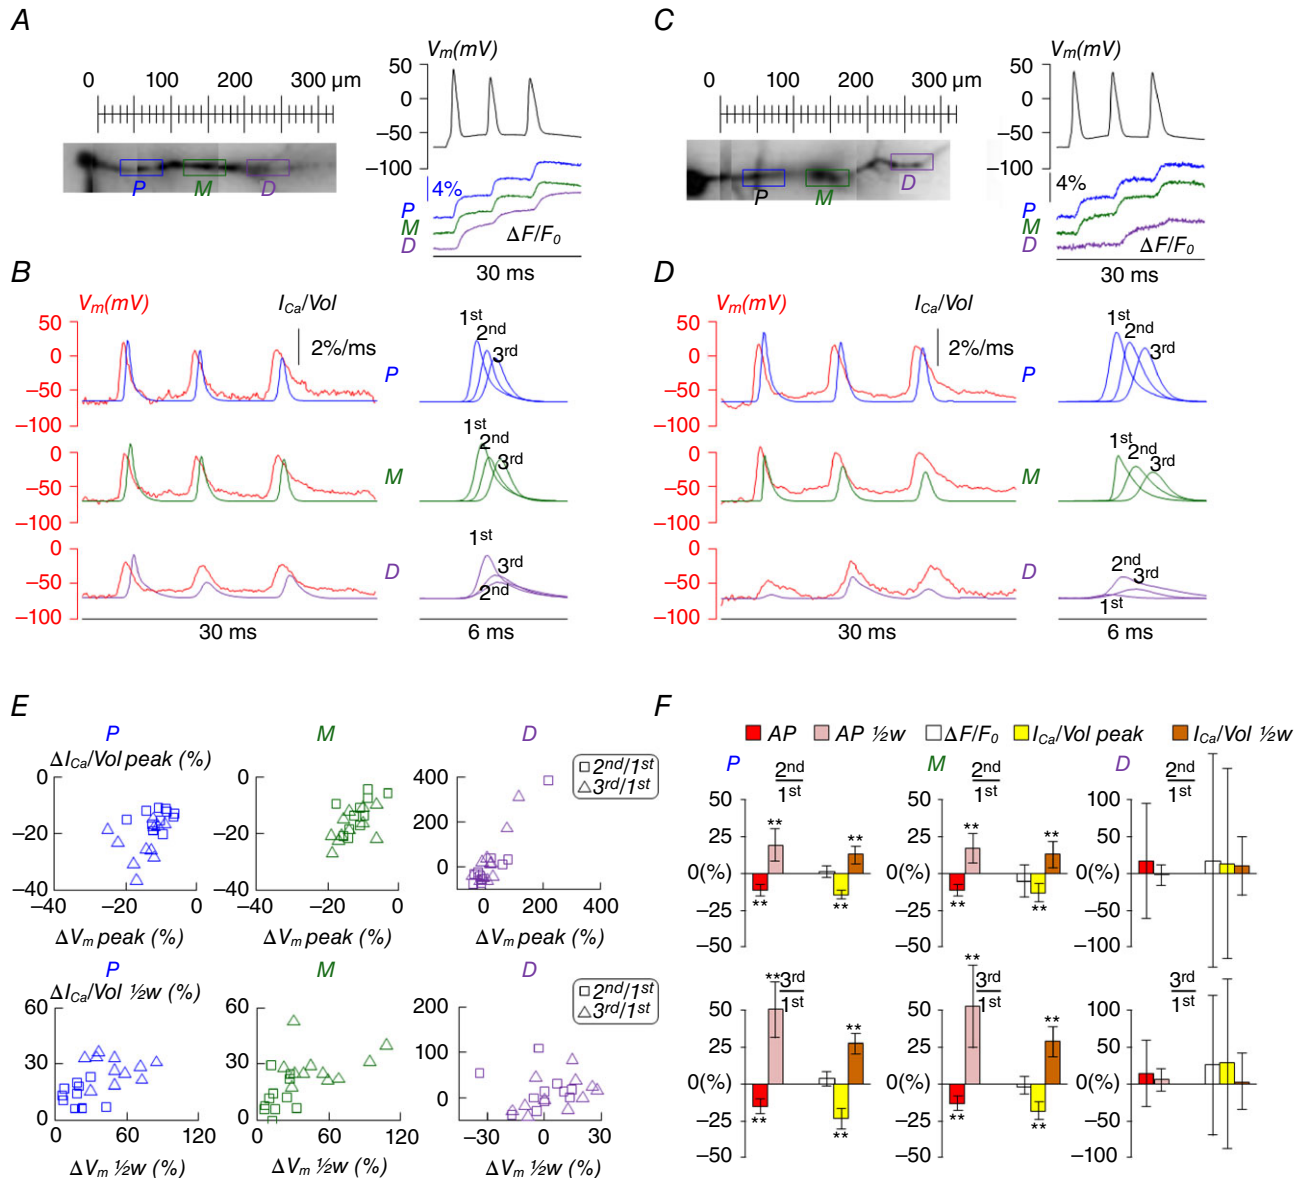 A
0 100 200 300 µm
P M D
Vm(mV)
50
0
−50
−100
4%
P
M
D
ΔF/F0
30 ms
C
0 100 200 300 µm
P M D
Vm(mV)
50
0
−50
−100
4%
P
M
D
ΔF/F0
30 ms
B
Vm(mV) ICa/Vol
50
0
−50
−100
2%/ms
P
1st
2nd
3rd
0
−50
−100
M
1st
2nd
3rd
0
−50
−100
D
1st
3rd
2nd
30 ms 6 ms
D
Vm(mV) ICa/Vol
50
0
−50
−100
2%/ms
P
1st
2nd
3rd
0
−50
−100
M
1st
2nd
3rd
0
−50
−100
D
2nd
3rd
1st
30 ms 6 ms
E
P M D
ΔICa/Vol peak (%)
0
−20
−40
−40 −20 0
ΔVm peak (%)
0
−20
−40
−40 −20 0
ΔVm peak (%)
400
200
0
0 200 400
ΔVm peak (%)
2nd/1st
3rd/1st
P M D
ΔICa/Vol ½w (%)
60
30
0
0 60 120
ΔVm ½w (%)
60
30
0
0 60 120
ΔVm ½w (%)
200
100
0
−30 0 30
ΔVm ½w (%)
2nd/1st
3rd/1st
F
AP AP ½w ΔF/F0 ICa/Vol peak ICa/Vol ½w
P 2nd
1st
50
25
0(%)
−25
−50
** ** ** **
M 2nd
1st
50
25
0(%)
−25
−50
** ** ** **
D 2nd
1st
100
50
0(%)
−50
−100
3rd
1st
50
25
0(%)
−25
−50
** ** ** **
3rd
1st
50
25
0(%)
−25
−50
** ** ** **
3rd
1st
100
50
0(%)
−50
−100